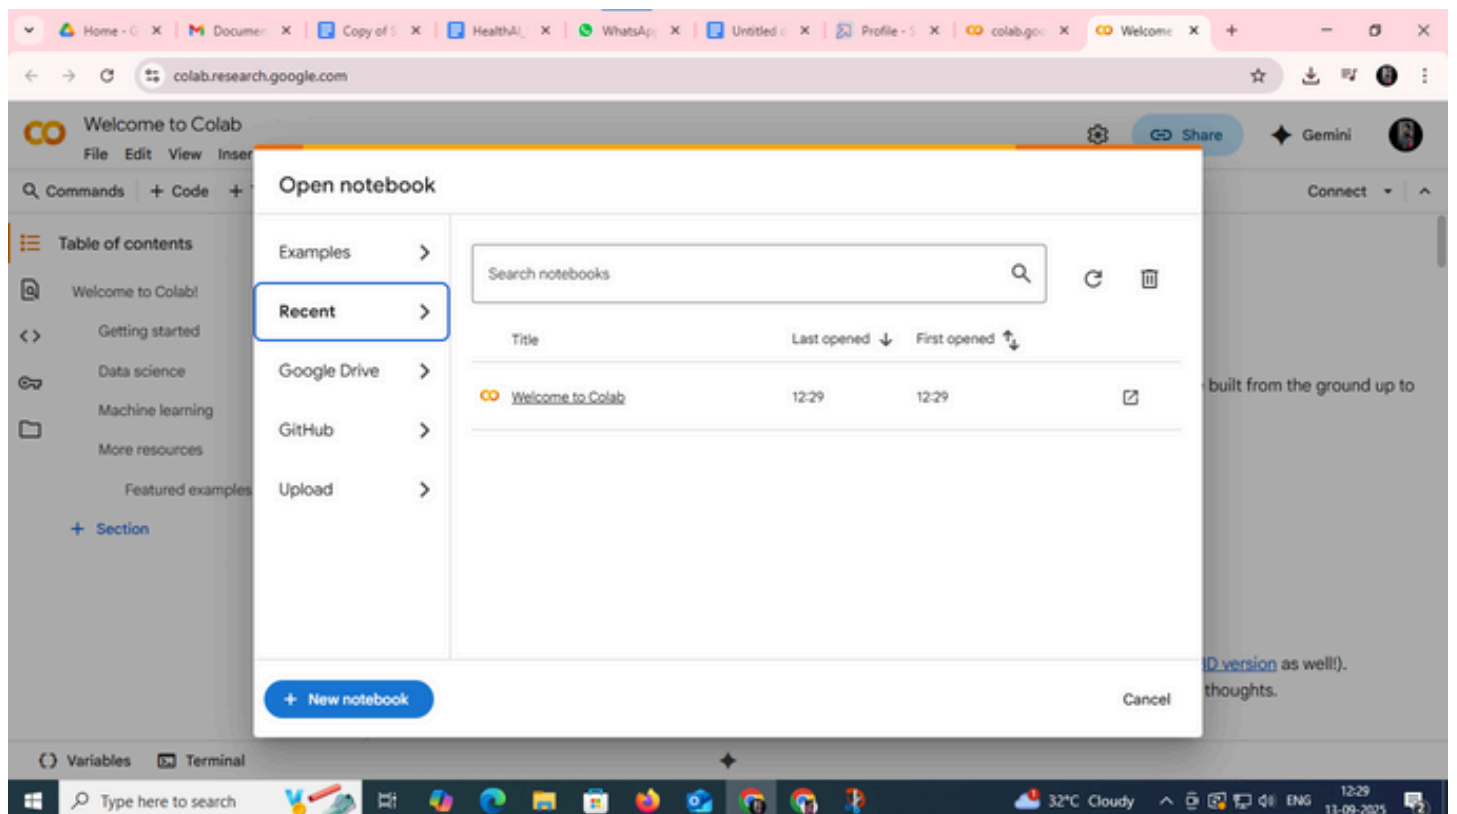 Home - G
Documen
Copy of S
HealthAI_
WhatsAp
Untitled d
Profile - S
colab.goo
Welcome
colab.research.google.com
Welcome to Colab
File Edit View Inser
Share
Gemini
Commands + Code +
Connect
Open notebook
Table of contents
Welcome to Colab!
Getting started
Data science
Machine learning
More resources
Featured examples
+ Section
Examples
Recent
Google Drive
GitHub
Upload
Search notebooks
Title Last opened First opened
Welcome to Colab 12:29 12:29
built from the ground up to
version as well!).
thoughts.
+ New notebook
Cancel
Variables Terminal
Type here to search
32°C Cloudy
ENG
12:29
13-09-2025
2